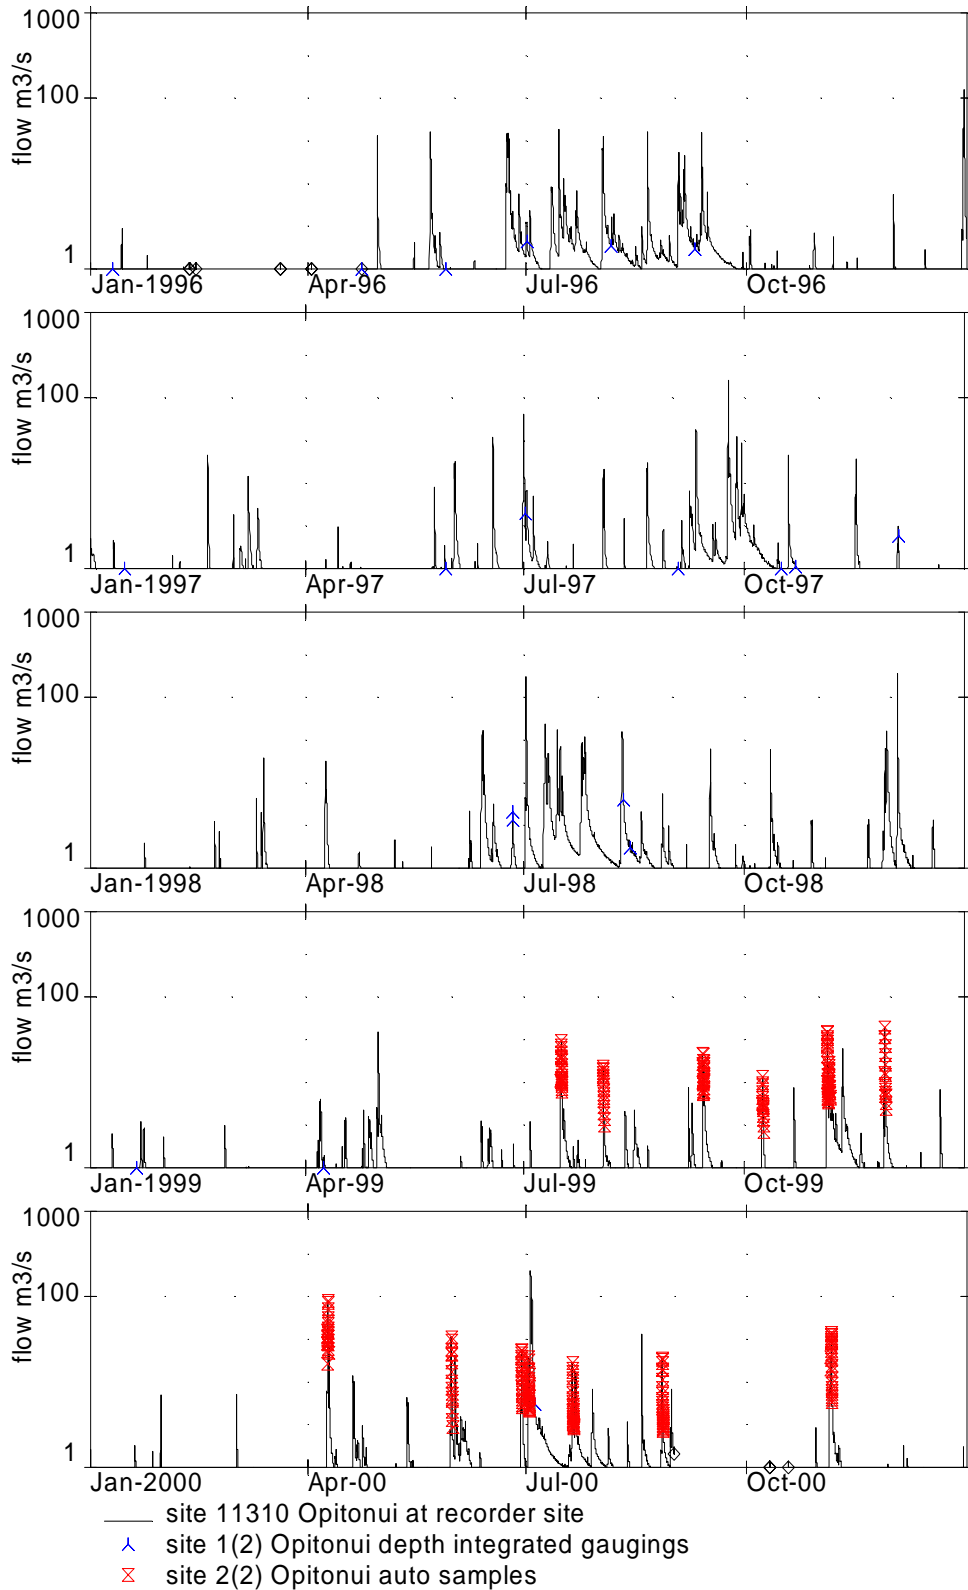 1000
flow m3/s
100
1
Jan-1996 Apr-96 Jul-96 Oct-96
1000
flow m3/s
100
1
Jan-1997 Apr-97 Jul-97 Oct-97
1000
flow m3/s
100
1
Jan-1998 Apr-98 Jul-98 Oct-98
1000
flow m3/s
100
1
Jan-1999 Apr-99 Jul-99 Oct-99
1000
flow m3/s
100
1
Jan-2000 Apr-00 Jul-00 Oct-00
site 11310 Opitonui at recorder site
site 1(2) Opitonui depth integrated gaugings
site 2(2) Opitonui auto samples